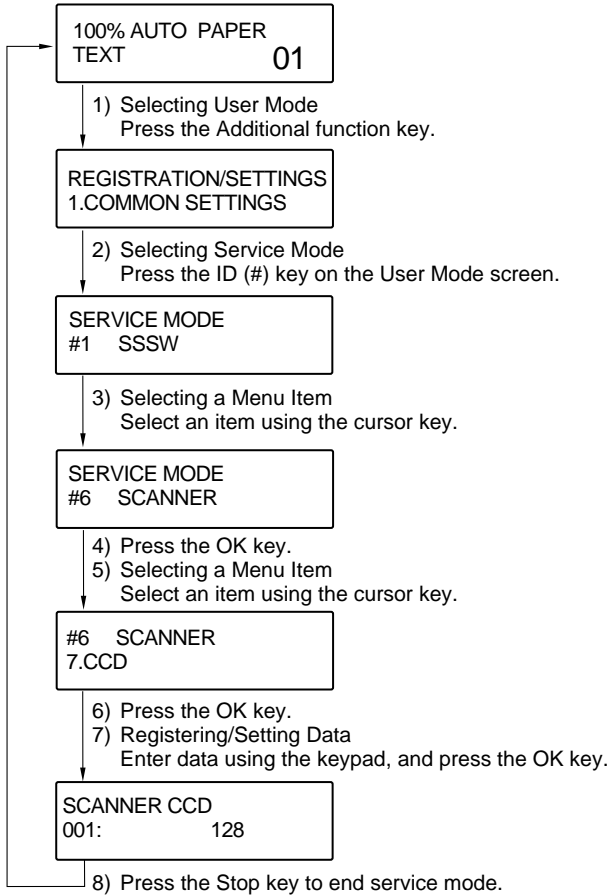 100% AUTO PAPER
TEXT 01
1) Selecting User Mode
Press the Additional function key.
REGISTRATION/SETTINGS
1.COMMON SETTINGS
2) Selecting Service Mode
Press the ID (#) key on the User Mode screen.
SERVICE MODE
#1 SSSW
3) Selecting a Menu Item
Select an item using the cursor key.
SERVICE MODE
#6 SCANNER
4) Press the OK key.
5) Selecting a Menu Item
Select an item using the cursor key.
#6 SCANNER
7.CCD
6) Press the OK key.
7) Registering/Setting Data
Enter data using the keypad, and press the OK key.
SCANNER CCD
001: 128
8) Press the Stop key to end service mode.